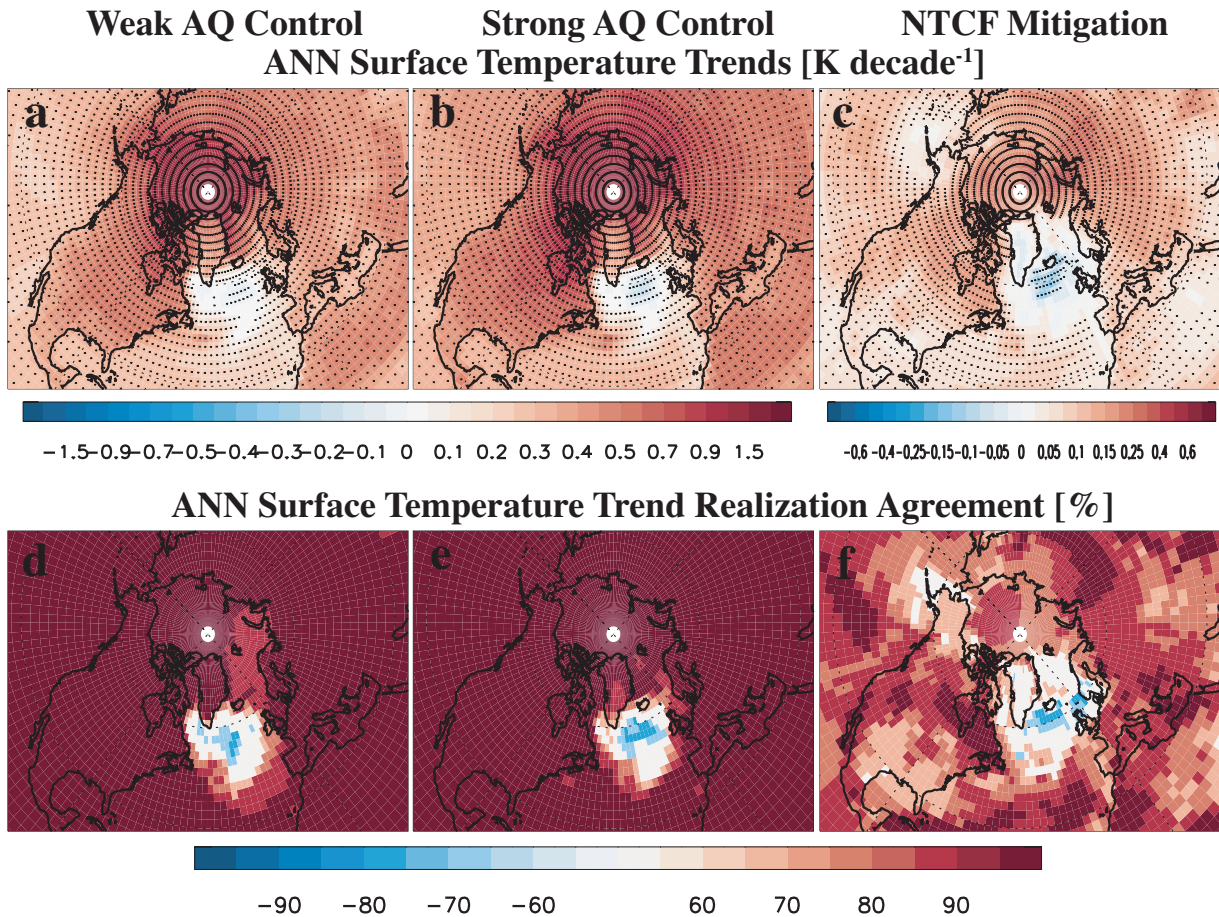 Weak AQ Control Strong AQ Control NTCF Mitigation
ANN Surface Temperature Trends [K decade-1]
a b c
-1.5 -0.9 -0.7 -0.5 -0.4 -0.3 -0.2 -0.1 0 0.1 0.2 0.3 0.4 0.5 0.7 0.9 1.5
-0.6 -0.4 -0.25 -0.15 -0.1 -0.05 0 0.05 0.1 0.15 0.25 0.4 0.6
ANN Surface Temperature Trend Realization Agreement [%]
d e f
-90 -80 -70 -60 60 70 80 90